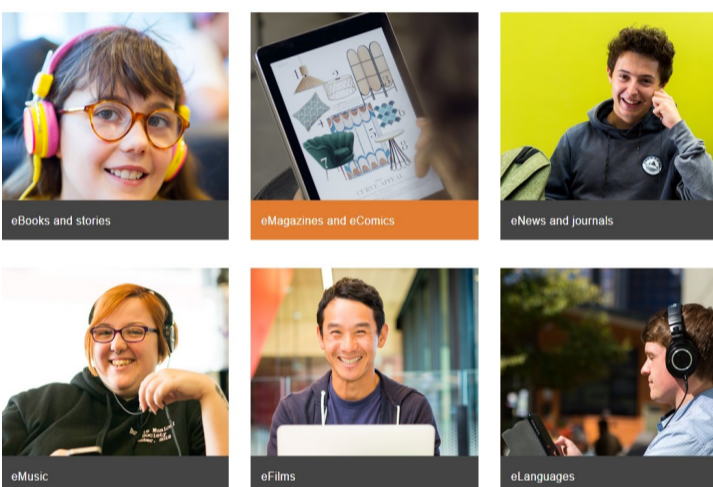 eBooks and stories
eMagazines and eComics
eNews and journals
eMusic
eFilms
eLanguages